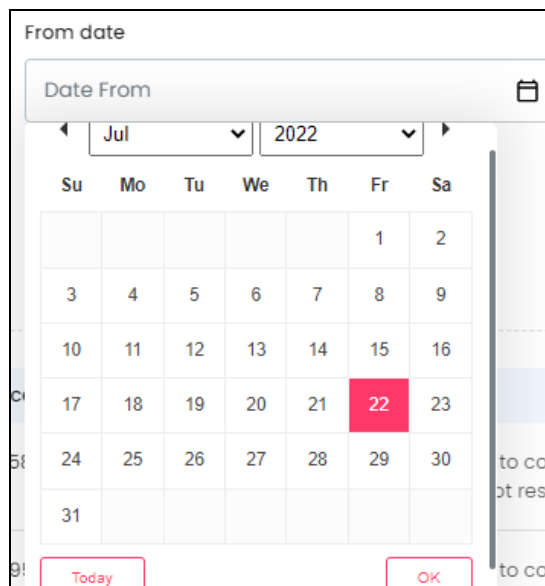 From date
Date From
Jul 2022
Su Mo Tu We Th Fr Sa
1 2
3 4 5 6 7 8 9
10 11 12 13 14 15 16
17 18 19 20 21 22 23
24 25 26 27 28 29 30
to co
31
Today OK
to co